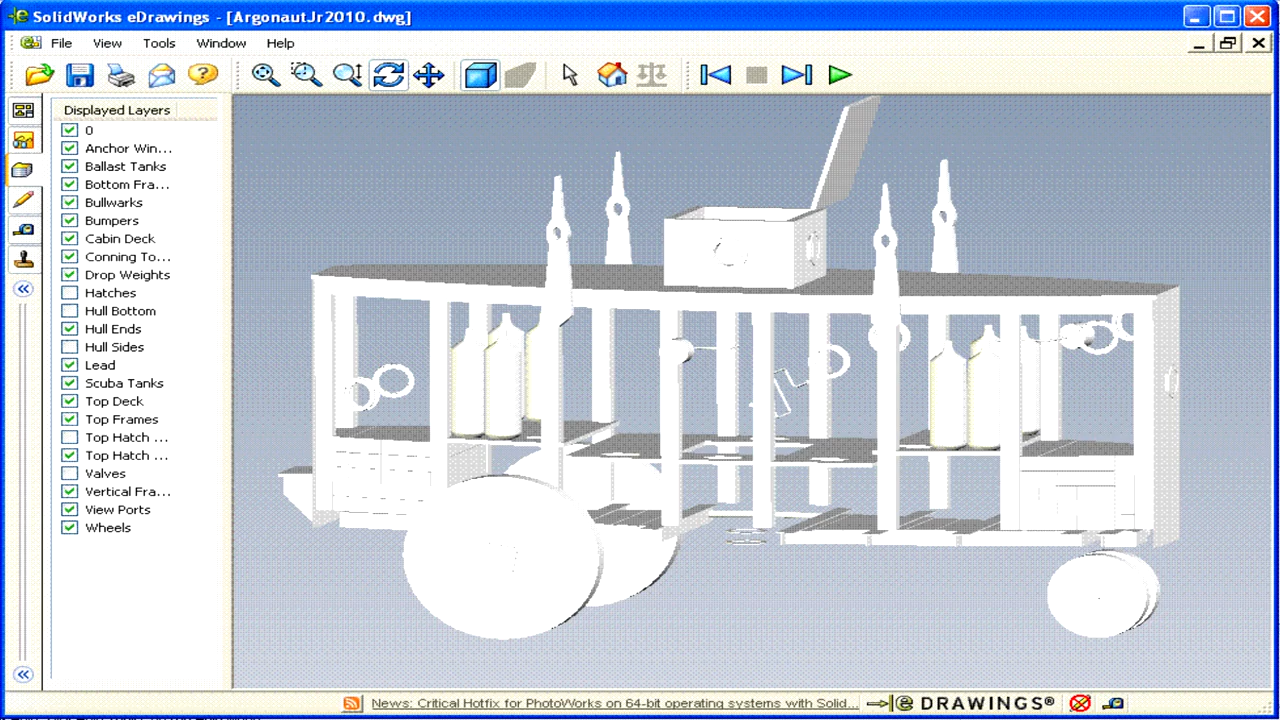 SolidWorks eDrawings - [ArgonautJr2010.dwg]
File View Tools Window Help
Displayed Layers
0
Anchor Win...
Ballast Tanks
Bottom Fra...
Bullwarks
Bumpers
Cabin Deck
Conning To...
Drop Weights
Hatches
Hull Bottom
Hull Ends
Hull Sides
Lead
Scuba Tanks
Top Deck
Top Frames
Top Hatch ...
Top Hatch ...
Valves
Vertical Fra...
View Ports
Wheels
News: Critical Hotfix for PhotoWorks on 64-bit operating systems with Solid...
e DRAWINGS®